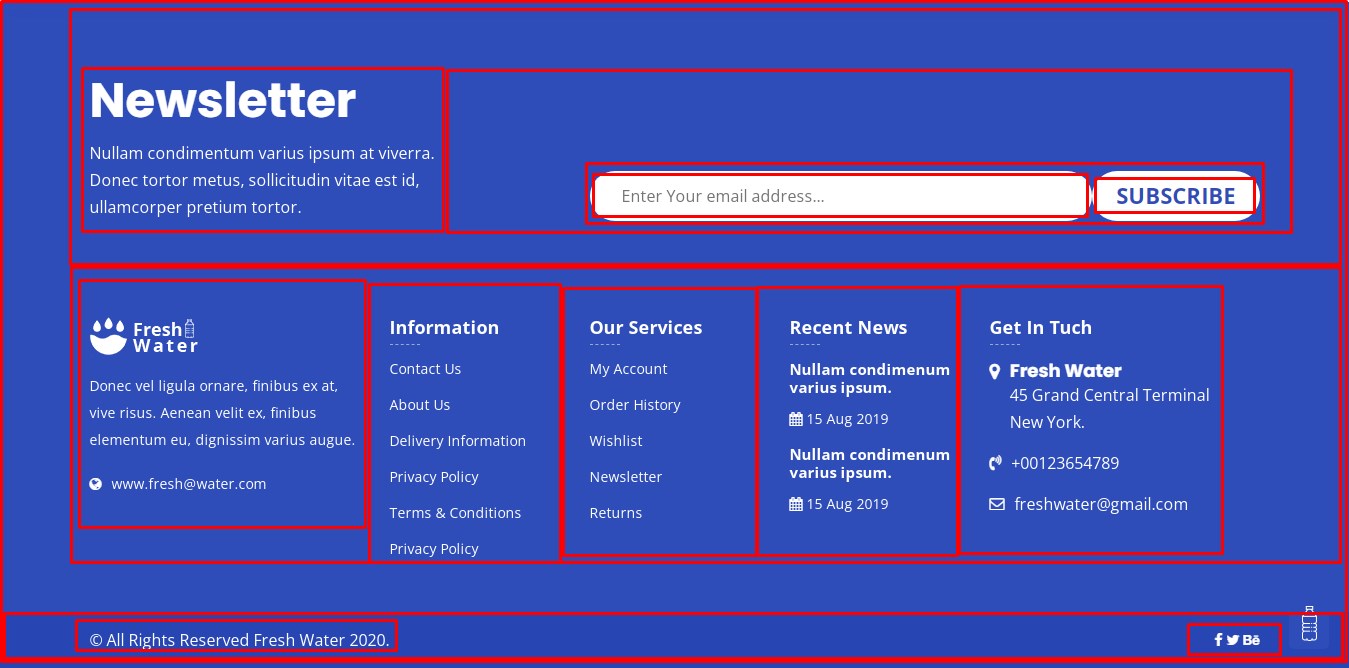 Newsletter
Nullam condimentum varius ipsum at viverra.
Donec tortor metus, sollicitudin vitae est id,
ullamcorper pretium tortor.
Enter Your email address...
SUBSCRIBE
Fresh
Water
Donec vel ligula ornare, finibus ex at,
vive risus. Aenean velit ex, finibus
elementum eu, dignissim varius augue.
www.fresh@water.com
Information
Contact Us
About Us
Delivery Information
Privacy Policy
Terms & Conditions
Privacy Policy
Our Services
My Account
Order History
Wishlist
Newsletter
Returns
Recent News
Nullam condimenum
varius ipsum.
15 Aug 2019
Nullam condimenum
varius ipsum.
15 Aug 2019
Get In Tuch
Fresh Water
45 Grand Central Terminal
New York.
+00123654789
freshwater@gmail.com
© All Rights Reserved Fresh Water 2020.